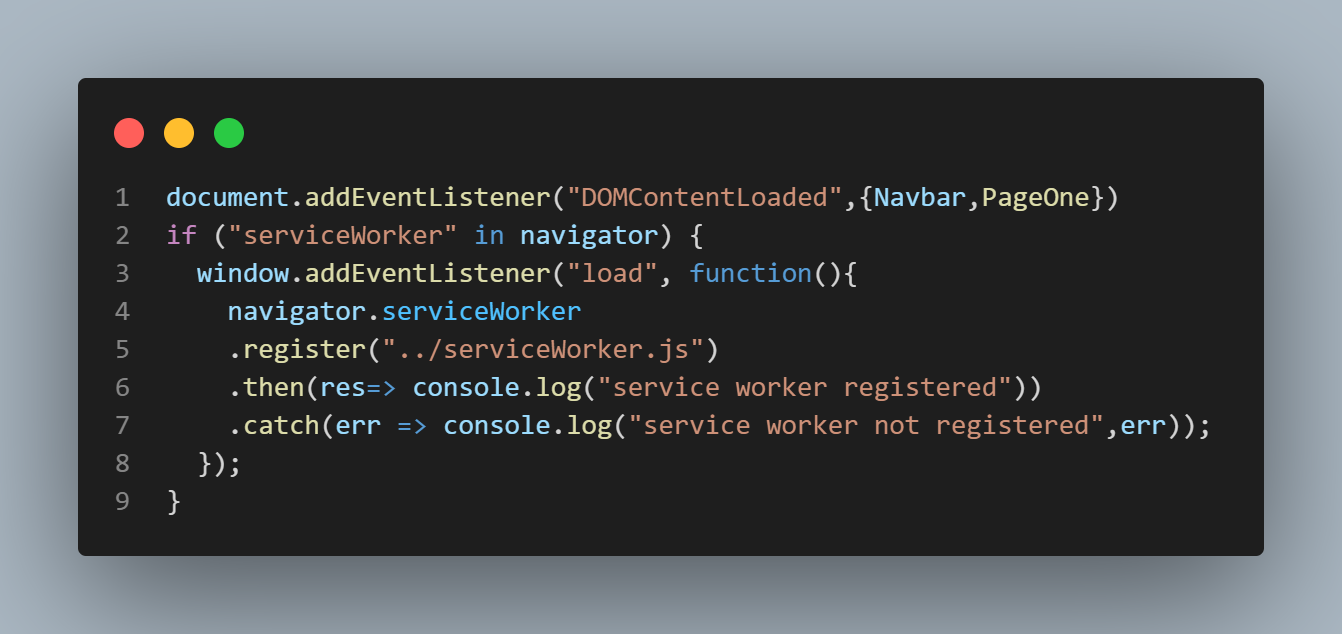 1 document.addEventListener("DOMContentLoaded",{Navbar,PageOne})
2 if ("serviceWorker" in navigator) {
3   window.addEventListener("load", function(){
4     navigator.serviceWorker
5     .register("../serviceWorker.js")
6     .then(res=> console.log("service worker registered"))
7     .catch(err => console.log("service worker not registered",err));
8   });
9 }